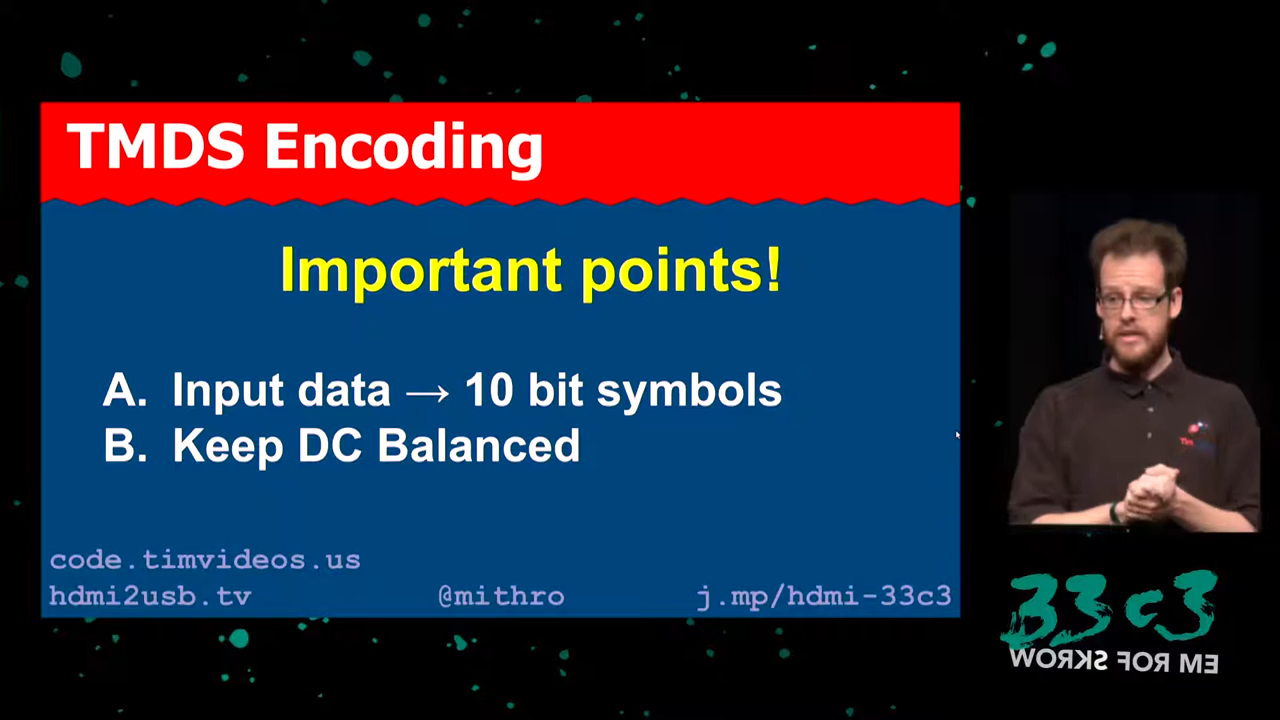 TMDS Encoding
Important points!
A. Input data → 10 bit symbols
B. Keep DC Balanced
code.timvideos.us
hdmi2usb.tv
@mithro
j.mp/hdmi-33c3
Tim
33c3
WORKS FOR ME